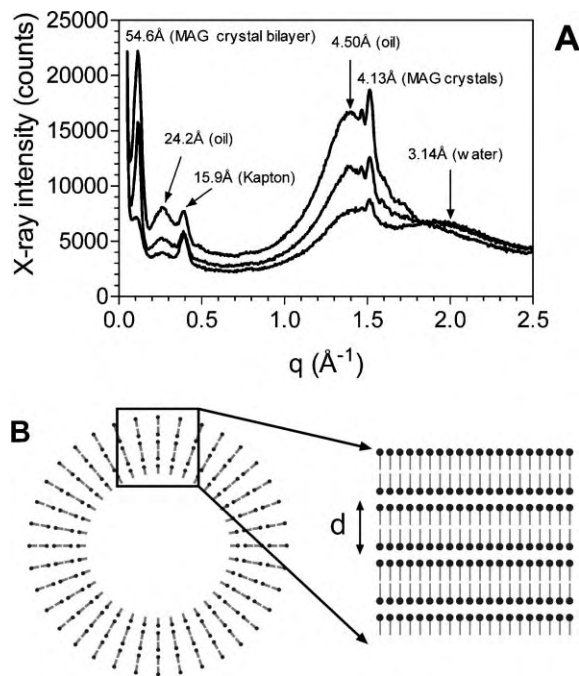 A
X-ray intensity (counts)
25000
20000
15000
10000
5000
0
54.6Å (MAG crystal bilayer)
4.50Å (oil)
4.13Å (MAG crystals)
24.2Å (oil)
15.9Å (Kapton)
3.14Å (water)
0.0 0.5 1.0 1.5 2.0 2.5
q (Å⁻¹)
B
d